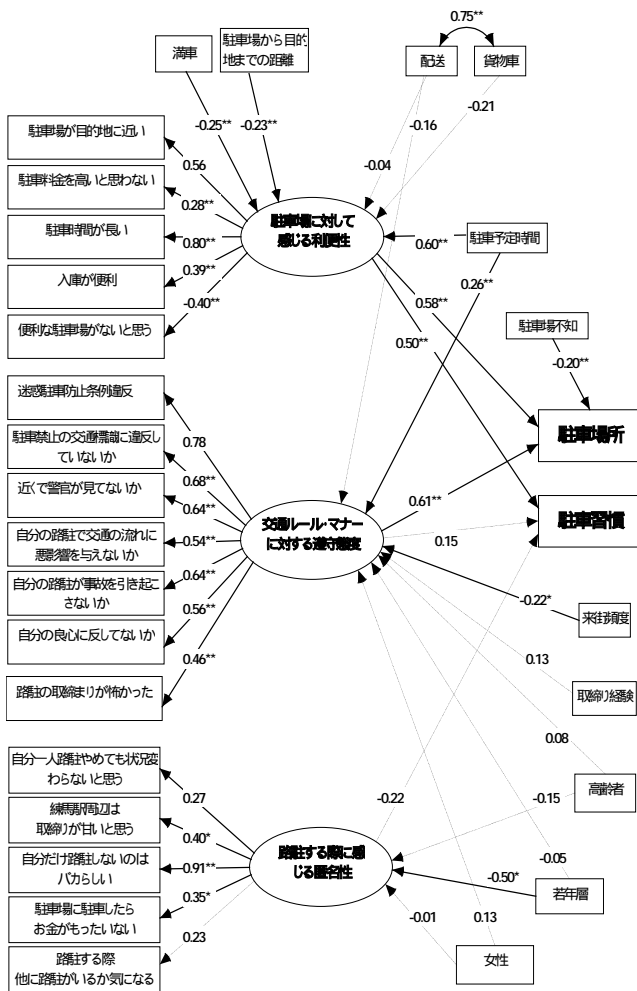 0.75**
満車
駐車場から目的
地までの距離
配送
貨物車
-0.25**
-0.23**
-0.16
-0.21
-0.04
駐車場が目的地に近い
0.56
駐車料金を高いと思わない
0.28**
駐車時間が長い
0.80**
入庫が便利
0.39**
便利な駐車場がないと思う
-0.40**
駐車場に対して
感じる利便性
0.60**
駐車予定時間
0.26**
0.58**
0.50**
駐車場不知
-0.20**
駐車場所
駐車習慣
迷惑駐車防止条例違反
0.78
駐車禁止の交通標識に違反し
ていないか
0.68**
近くで警官が見てないか
0.64**
自分の路駐で交通の流れに
悪影響を与えないか
0.54**
自分の路駐が事故を引き起こ
さないか
0.64**
自分の良心に反してないか
0.56**
路駐の取締まりが怖かった
0.46**
交通ルール・マナー
に対する遵守態度
0.61**
0.15
-0.22*
来街頻度
0.13
取締り経験
0.08
高齢者
-0.22
-0.15
-0.05
自分一人路駐やめても状況変
わらないと思う
0.27
練馬駅周辺は
取締りが甘いと思う
0.40*
自分だけ路駐しないのは
バカらしい
0.91**
駐車場に駐車したら
お金がもったいない
0.35*
路駐する際
他に路駐がいるか気になる
0.23
路駐する際に感
じる匿名性
-0.50*
若年層
-0.01
0.13
女性